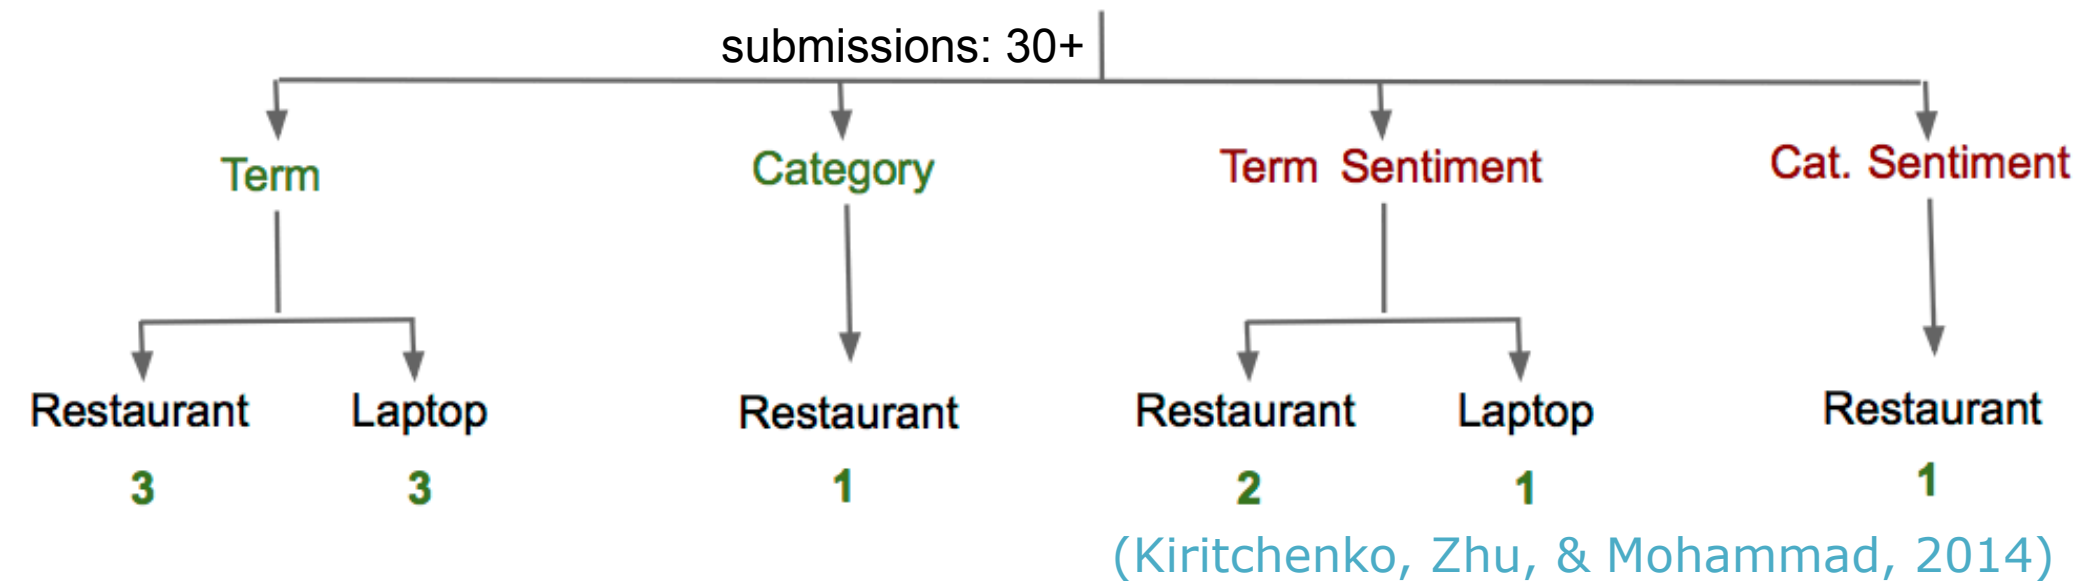 submissions: 30+
Term Category Term Sentiment Cat. Sentiment
Restaurant Laptop Restaurant Restaurant Laptop Restaurant
3 3 1 2 1 1
(Kiritchenko, Zhu, & Mohammad, 2014)